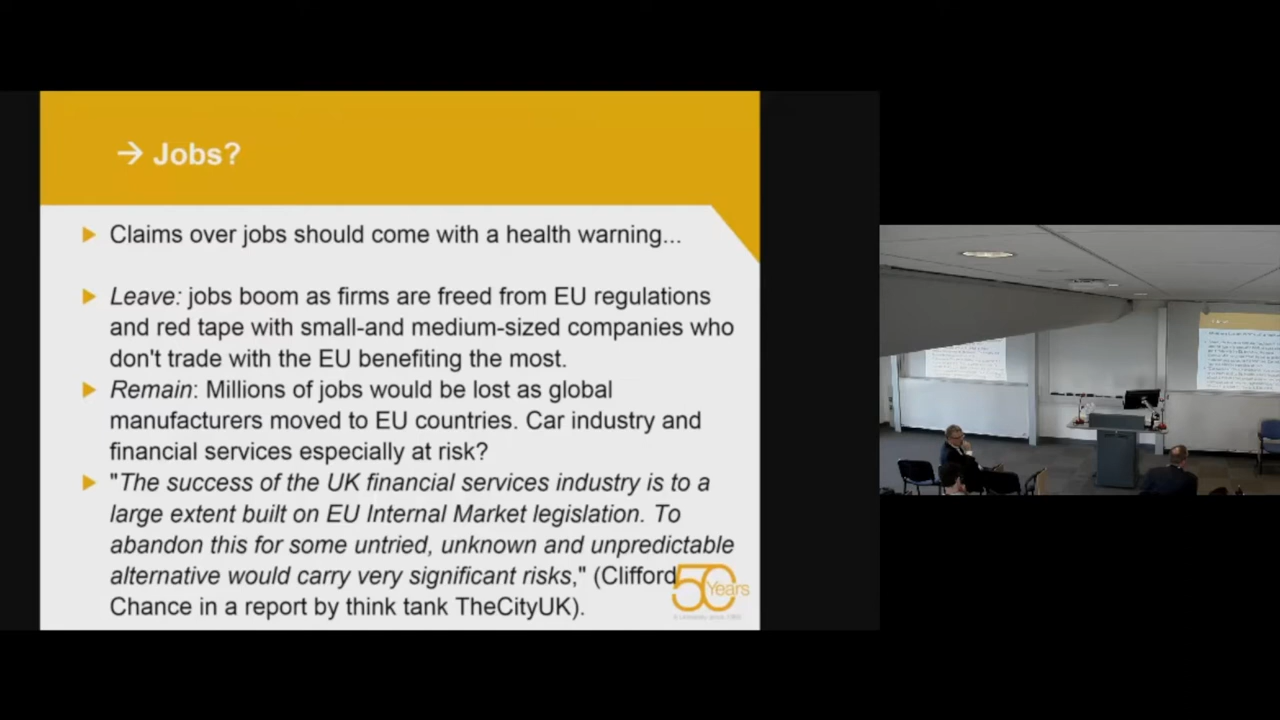 → Jobs?
Claims over jobs should come with a health warning...
Leave: jobs boom as firms are freed from EU regulations
and red tape with small-and medium-sized companies who
don't trade with the EU benefiting the most.
Remain: Millions of jobs would be lost as global
manufacturers moved to EU countries. Car industry and
financial services especially at risk?
"The success of the UK financial services industry is to a
large extent built on EU Internal Market legislation. To
abandon this for some untried, unknown and unpredictable
alternative would carry very significant risks," (Clifford
Chance in a report by think tank TheCityUK).
50
Years